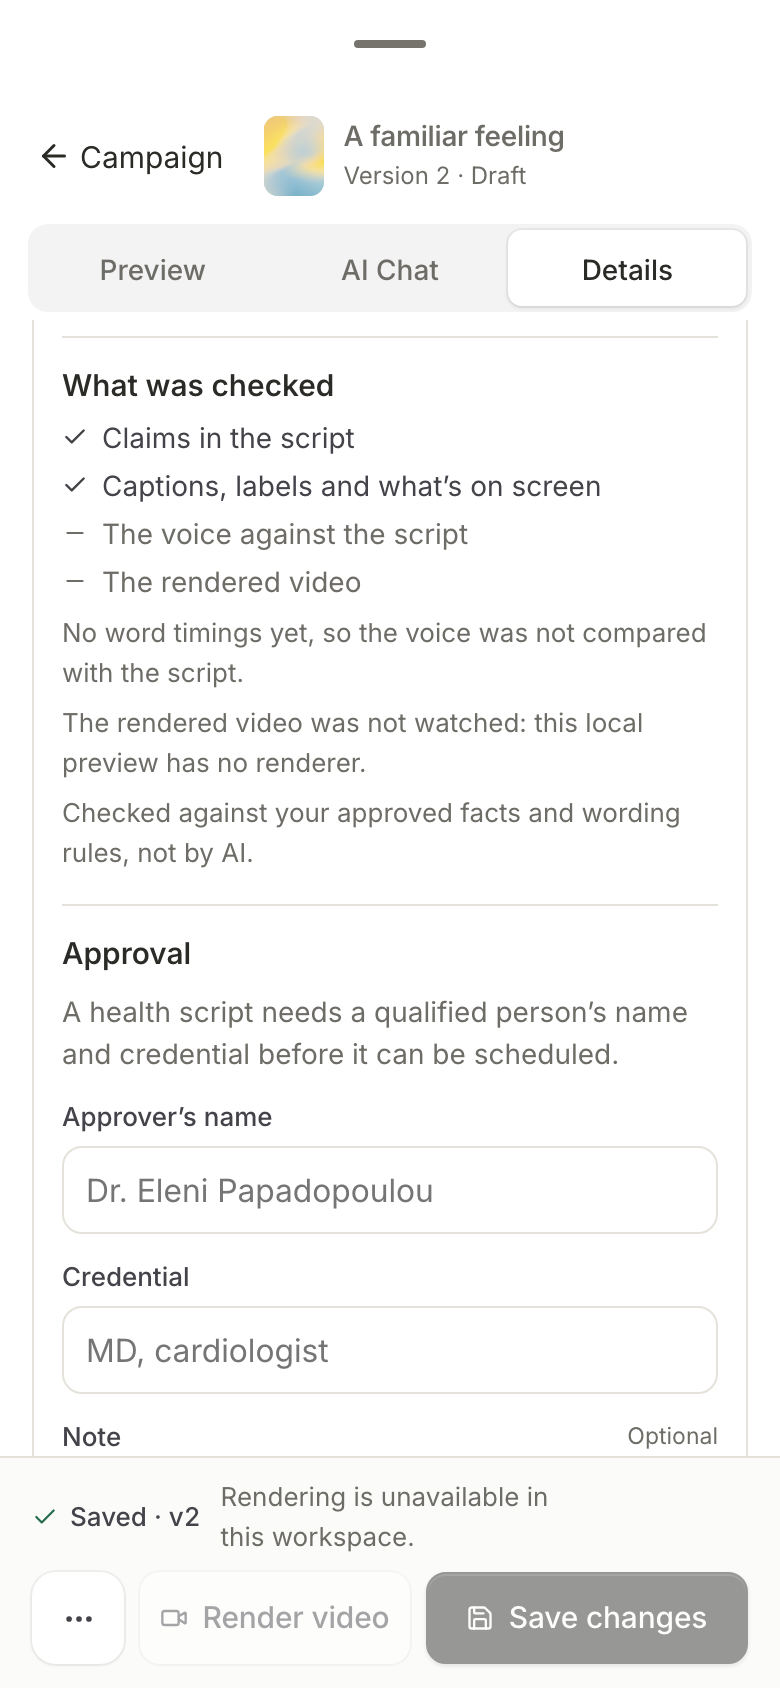 Campaign
A familiar feeling
Version 2 · Draft
Preview
AI Chat
Details
What was checked
Claims in the script
Captions, labels and what’s on screen
The voice against the script
The rendered video
No word timings yet, so the voice was not compared
with the script.
The rendered video was not watched: this local
preview has no renderer.
Checked against your approved facts and wording
rules, not by AI.
Approval
A health script needs a qualified person’s name
and credential before it can be scheduled.
Approver’s name
Dr. Eleni Papadopoulou
Credential
MD, cardiologist
Note
Optional
Saved · v2
Rendering is unavailable in
this workspace.
Render video
Save changes